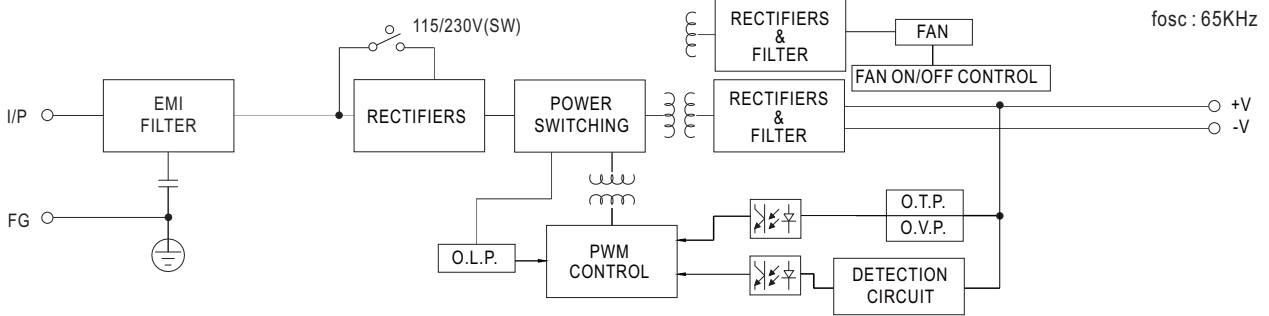 115/230V(SW)
RECTIFIERS
&
FILTER
FAN
fosc : 65KHz
FAN ON/OFF CONTROL
I/P
EMI
FILTER
RECTIFIERS
POWER
SWITCHING
RECTIFIERS
&
FILTER
+V
-V
FG
O.L.P.
PWM
CONTROL
O.T.P.
O.V.P.
DETECTION
CIRCUIT